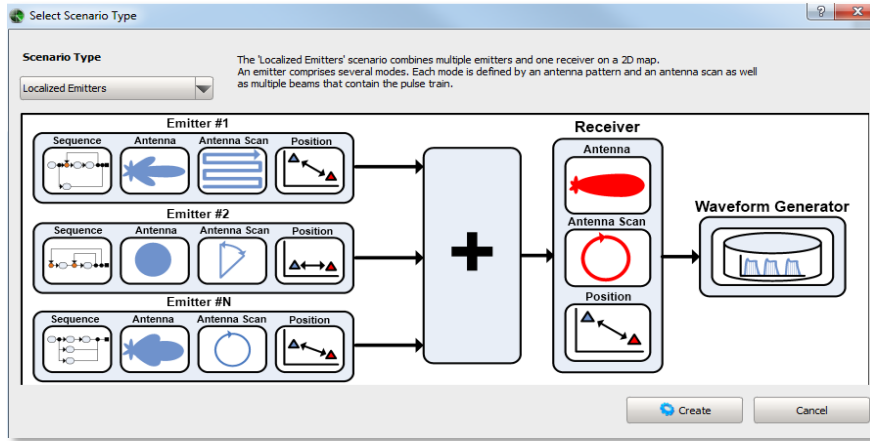 Select Scenario Type
?
Scenario Type
Localized Emitters
The 'Localized Emitters' scenario combines multiple emitters and one receiver on a 2D map.
An emitter comprises several modes. Each mode is defined by an antenna pattern and an antenna scan as well
as multiple beams that contain the pulse train.
Emitter #1
Sequence Antenna Antenna Scan Position
Emitter #2
Sequence Antenna Antenna Scan Position
Emitter #N
Sequence Antenna Antenna Scan Position
+
Receiver
Antenna
Antenna Scan
Position
Waveform Generator
Create
Cancel